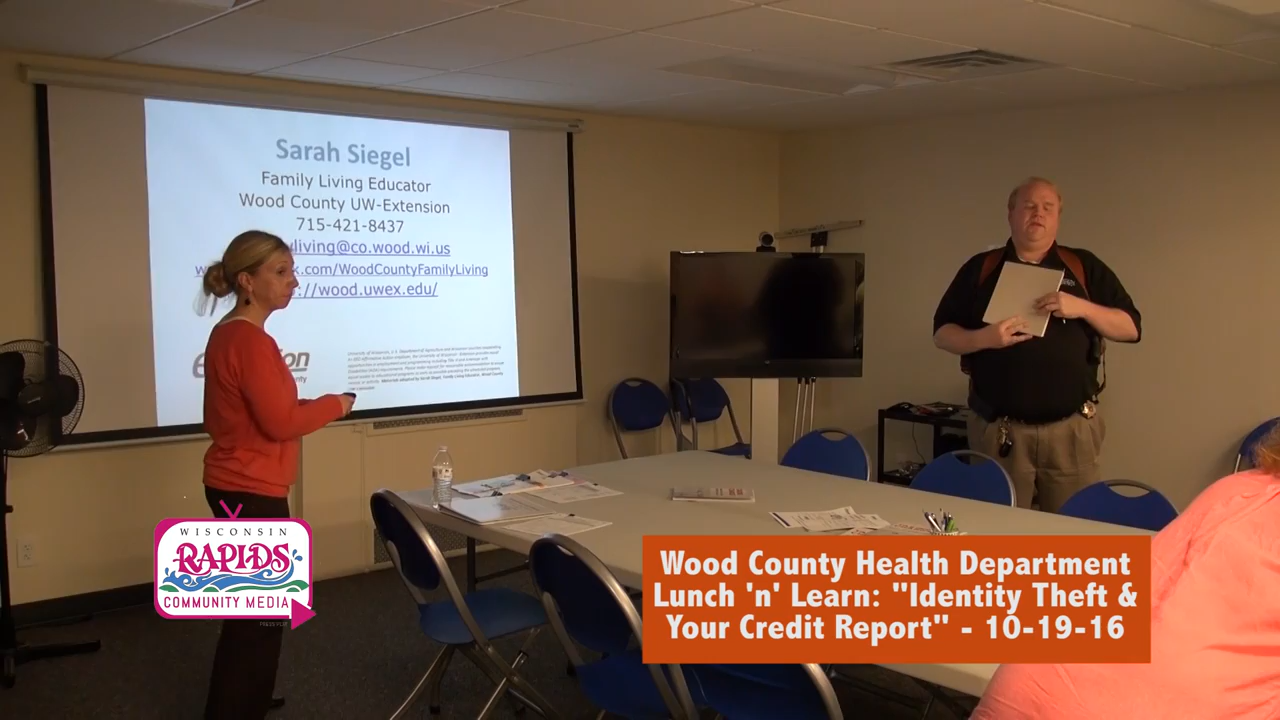 Sarah Siegel
Family Living Educator
Wood County UW-Extension
715-421-8437
living@co.wood.wi.us
k.com/WoodCountyFamilyLiving
://wood.uwex.edu/
WISCONSIN
RAPIDS
COMMUNITY MEDIA
PRESS PLAY
Wood County Health Department
Lunch 'n' Learn: "Identity Theft &
Your Credit Report" - 10-19-16